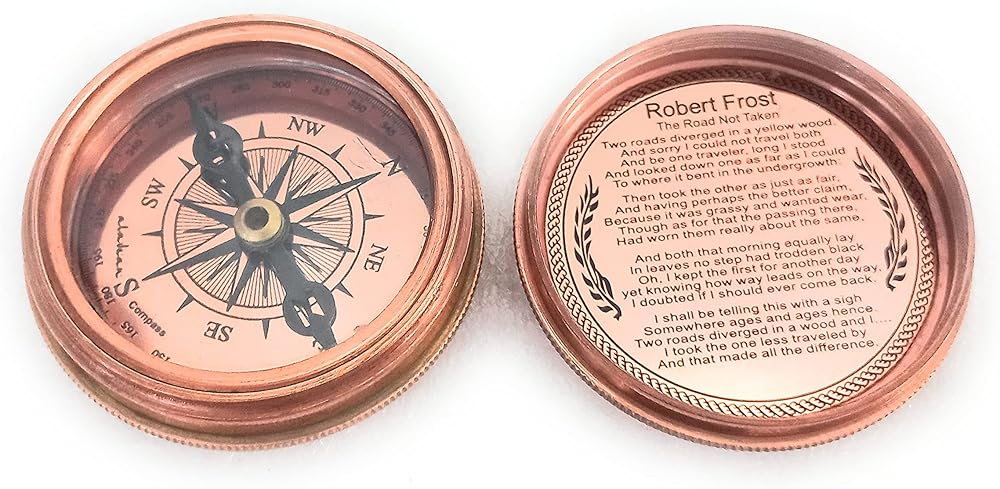 NW
N
SW
NE
SE
S
Compass
300
315
165
180
Robert Frost
The Road Not Taken
Two roads diverged in a yellow wood.
And sorry I could not travel both
And be one traveler, long I stood
And looked down one as far as I could
To where it bent in the undergrowth:
Then took the other as just as fair,
And having perhaps the better claim,
Because it was grassy and wanted wear,
Though as for that the passing there,
Had worn them really about the same,
And both that morning equally lay
In leaves no step had trodden black
Oh, I kept the first for another day
yet knowing how way leads on the way.
I doubted if I should ever come back.
I shall be telling this with a sigh
Somewhere ages and ages hence.
Two roads diverged in a wood and I....
I took the one less traveled by
And that made all the difference.